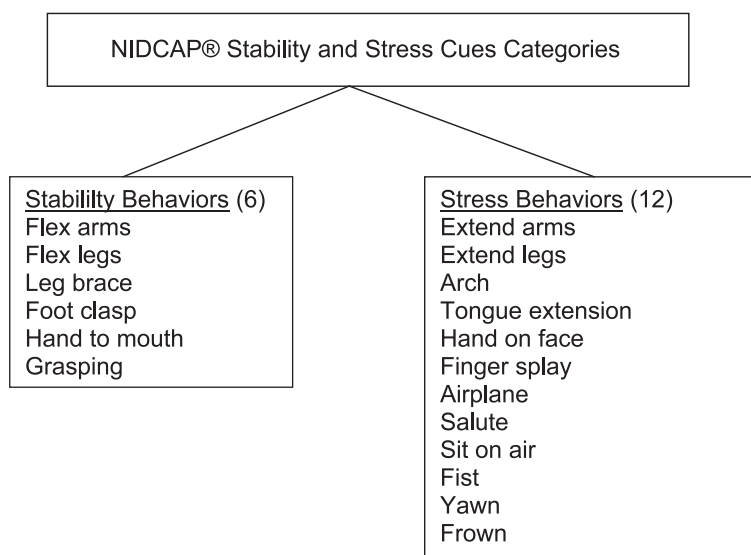 NIDCAP® Stability and Stress Cues Categories
Stabililty Behaviors (6)
Flex arms
Flex legs
Leg brace
Foot clasp
Hand to mouth
Grasping
Stress Behaviors (12)
Extend arms
Extend legs
Arch
Tongue extension
Hand on face
Finger splay
Airplane
Salute
Sit on air
Fist
Yawn
Frown